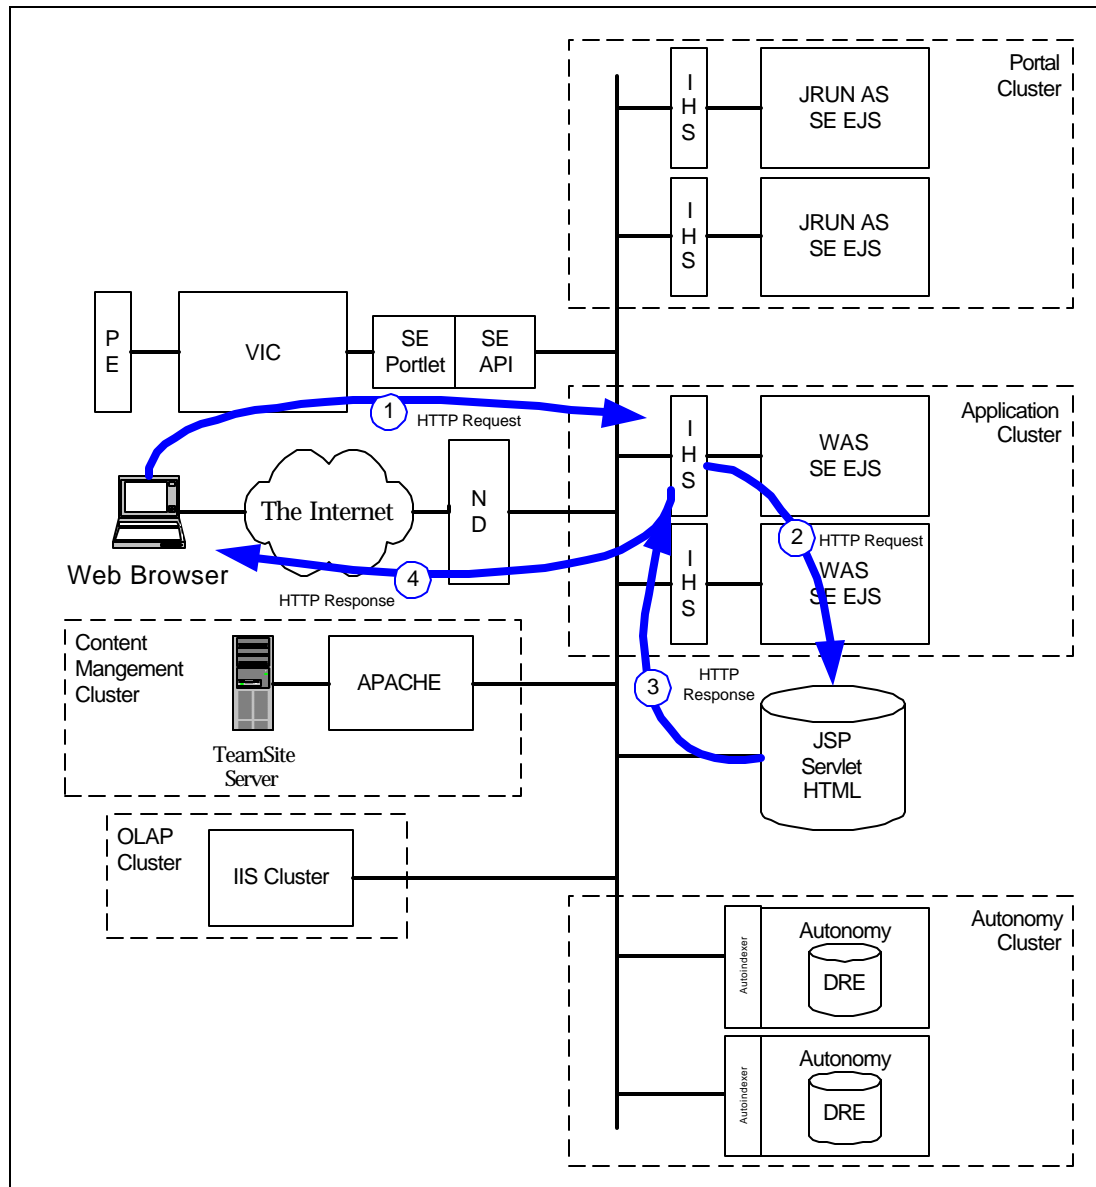 Portal
Cluster
I
H
S
JRUN AS
SE EJS
I
H
S
JRUN AS
SE EJS
P
E
VIC
SE
Portlet
SE
API
1
HTTP Request
Application
Cluster
I
H
S
WAS
SE EJS
The Internet
N
D
Web Browser
2
HTTP Request
I
H
S
WAS
SE EJS
4
HTTP Response
Content
Mangement
Cluster
APACHE
TeamSite
Server
3
HTTP
Response
JSP
Servlet
HTML
OLAP
Cluster
IIS Cluster
Autonomy
Cluster
Autoindexer
Autonomy
DRE
Autoindexer
Autonomy
DRE